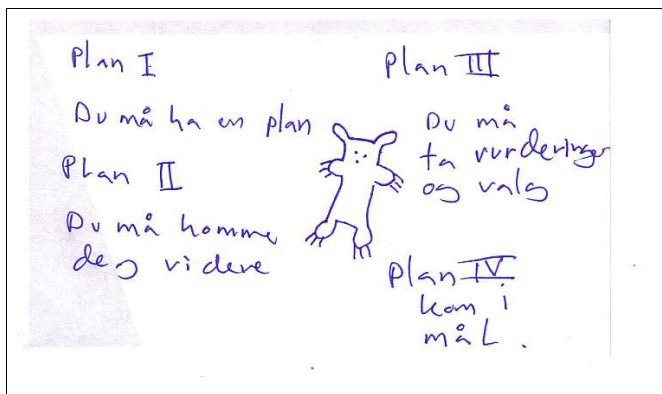 Plan I
Du må ha en plan
Plan II
Du må komme
deg videre
Plan III
Du må
ta vurderinger
og valg
Plan IV
kom i
mål.